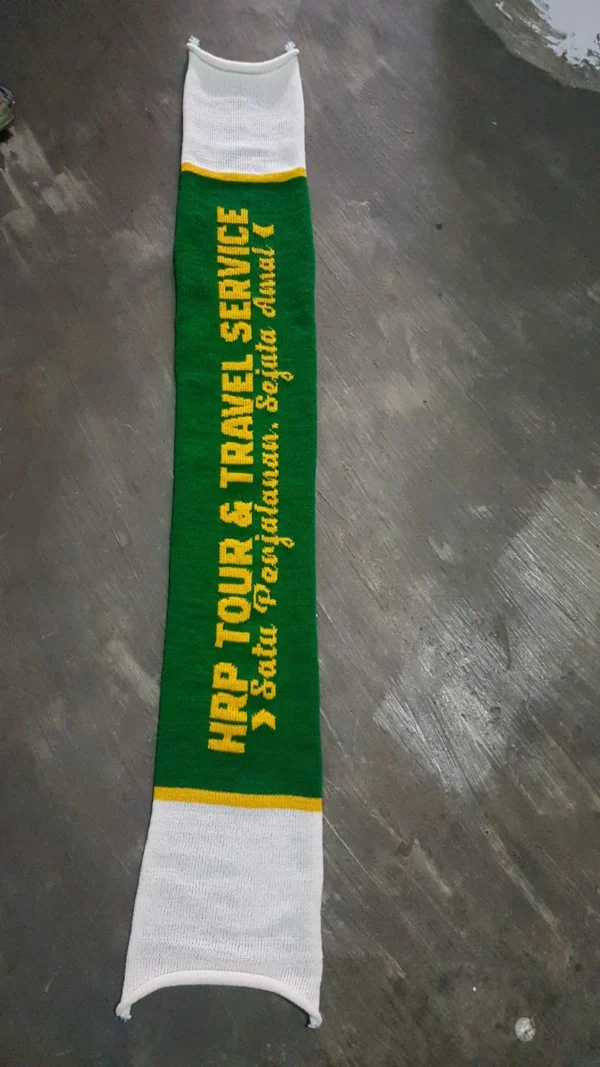 HRP TOUR & TRAVEL SERVICE
Satu Perjalanan. Sejuta Amal